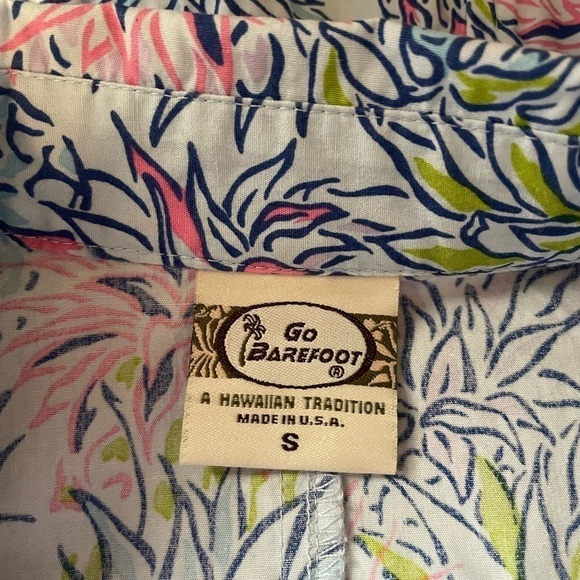 Go
BAREFOOT
®
A HAWAIIAN TRADITION
MADE IN U.S.A.
S